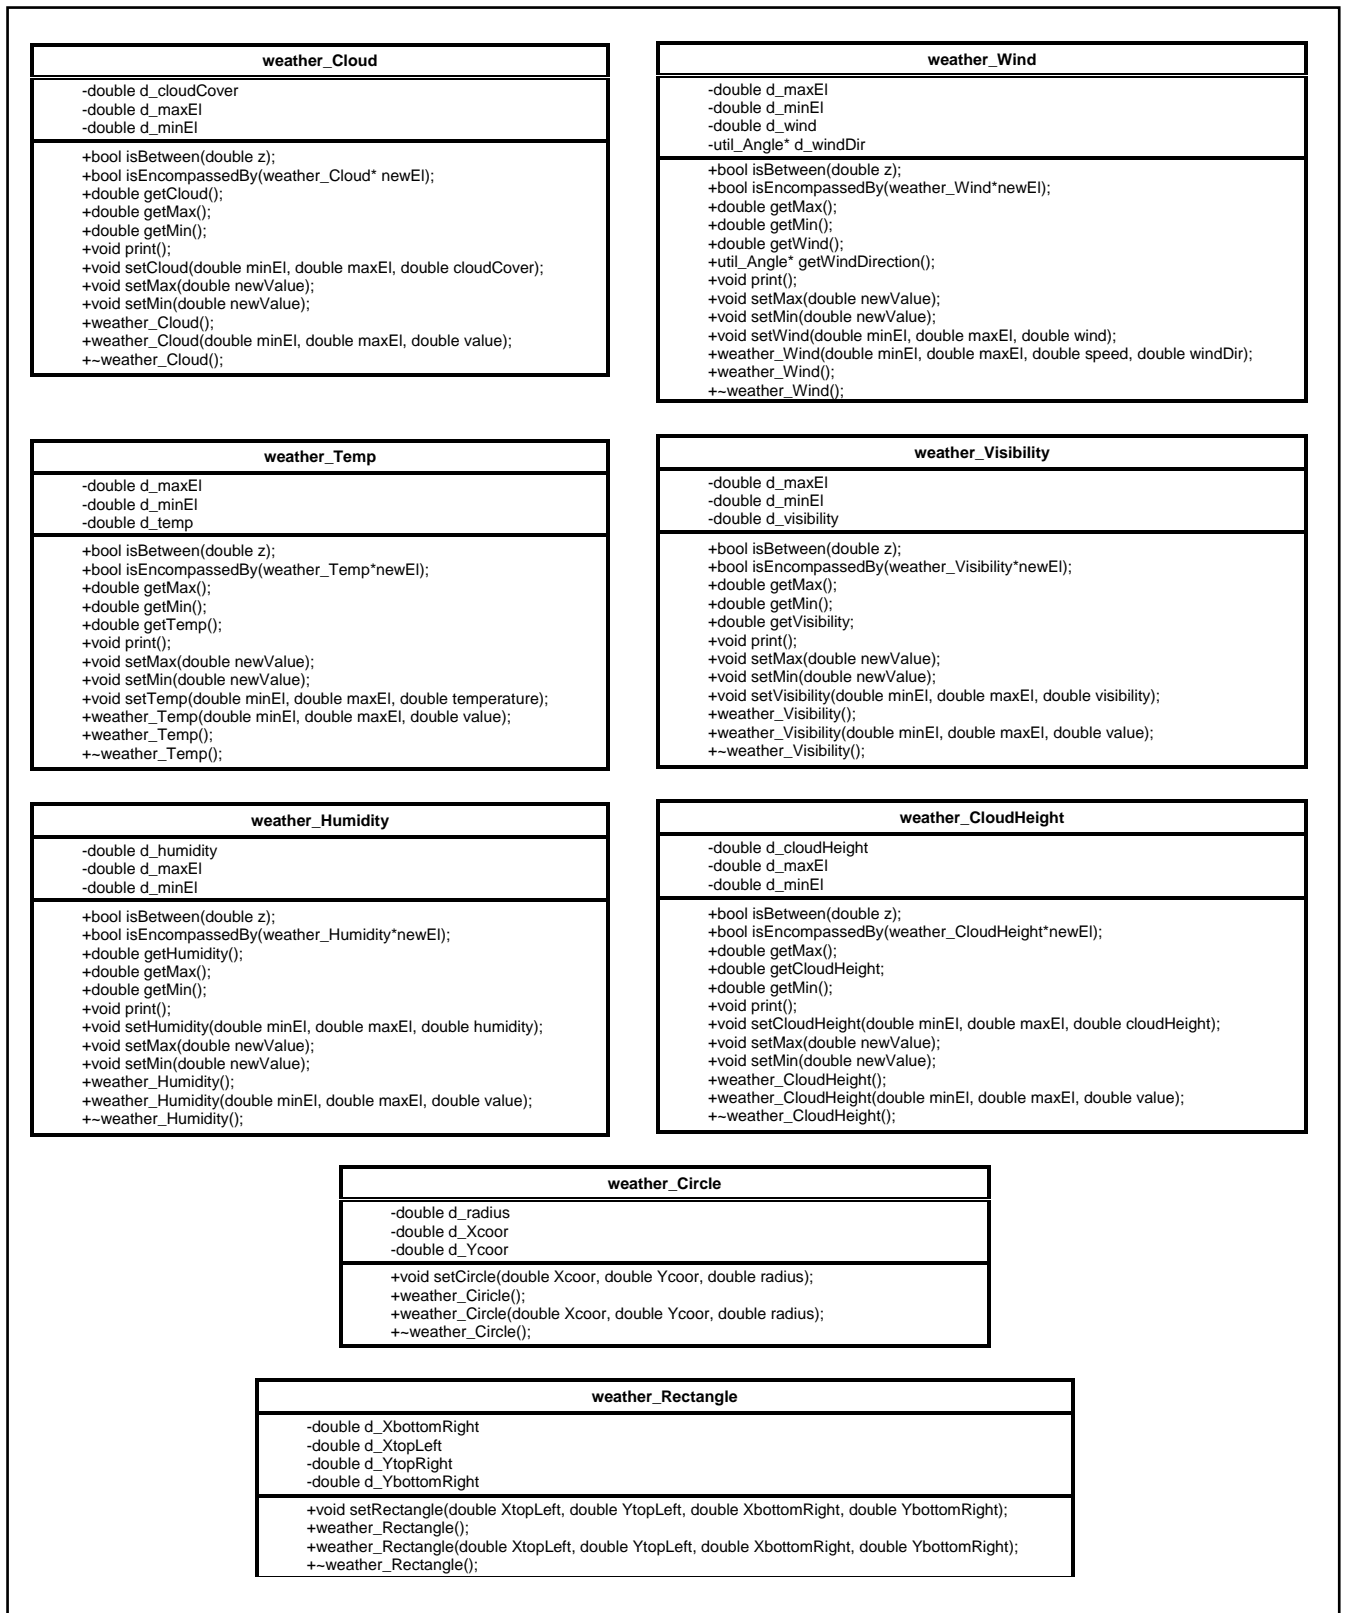 weather_Cloud
-double d_cloudCover
-double d_maxEl
-double d_minEl
+bool isBetween(double z);
+bool isEncompassedBy(weather_Cloud* newEl);
+double getCloud();
+double getMax();
+double getMin();
+void print();
+void setCloud(double minEl, double maxEl, double cloudCover);
+void setMax(double newValue);
+void setMin(double newValue);
+weather_Cloud();
+weather_Cloud(double minEl, double maxEl, double value);
+~weather_Cloud();
weather_Wind
-double d_maxEl
-double d_minEl
-double d_wind
-util_Angle* d_windDir
+bool isBetween(double z);
+bool isEncompassedBy(weather_Wind*newEl);
+double getMax();
+double getMin();
+double getWind();
+util_Angle* getWindDirection();
+void print();
+void setMax(double newValue);
+void setMin(double newValue);
+void setWind(double minEl, double maxEl, double wind);
+weather_Wind(double minEl, double maxEl, double speed, double windDir);
+weather_Wind();
+~weather_Wind();
weather_Temp
-double d_maxEl
-double d_minEl
-double d_temp
+bool isBetween(double z);
+bool isEncompassedBy(weather_Temp*newEl);
+double getMax();
+double getMin();
+double getTemp();
+void print();
+void setMax(double newValue);
+void setMin(double newValue);
+void setTemp(double minEl, double maxEl, double temperature);
+weather_Temp(double minEl, double maxEl, double value);
+weather_Temp();
+~weather_Temp();
weather_Visibility
-double d_maxEl
-double d_minEl
-double d_visibility
+bool isBetween(double z);
+bool isEncompassedBy(weather_Visibility*newEl);
+double getMax();
+double getMin();
+double getVisibility;
+void print();
+void setMax(double newValue);
+void setMin(double newValue);
+void setVisibility(double minEl, double maxEl, double visibility);
+weather_Visibility();
+weather_Visibility(double minEl, double maxEl, double value);
+~weather_Visibility();
weather_Humidity
-double d_humidity
-double d_maxEl
-double d_minEl
+bool isBetween(double z);
+bool isEncompassedBy(weather_Humidity*newEl);
+double getHumidity();
+double getMax();
+double getMin();
+void print();
+void setHumidity(double minEl, double maxEl, double humidity);
+void setMax(double newValue);
+void setMin(double newValue);
+weather_Humidity();
+weather_Humidity(double minEl, double maxEl, double value);
+~weather_Humidity();
weather_CloudHeight
-double d_cloudHeight
-double d_maxEl
-double d_minEl
+bool isBetween(double z);
+bool isEncompassedBy(weather_CloudHeight*newEl);
+double getMax();
+double getCloudHeight;
+double getMin();
+void print();
+void setCloudHeight(double minEl, double maxEl, double cloudHeight);
+void setMax(double newValue);
+void setMin(double newValue);
+weather_CloudHeight();
+weather_CloudHeight(double minEl, double maxEl, double value);
+~weather_CloudHeight();
weather_Circle
-double d_radius
-double d_Xcoor
-double d_Ycoor
+void setCircle(double Xcoor, double Ycoor, double radius);
+weather_Ciricle();
+weather_Circle(double Xcoor, double Ycoor, double radius);
+~weather_Circle();
weather_Rectangle
-double d_XbottomRight
-double d_XtopLeft
-double d_YtopRight
-double d_YbottomRight
+void setRectangle(double XtopLeft, double YtopLeft, double XbottomRight, double YbottomRight);
+weather_Rectangle();
+weather_Rectangle(double XtopLeft, double YtopLeft, double XbottomRight, double YbottomRight);
+~weather_Rectangle();